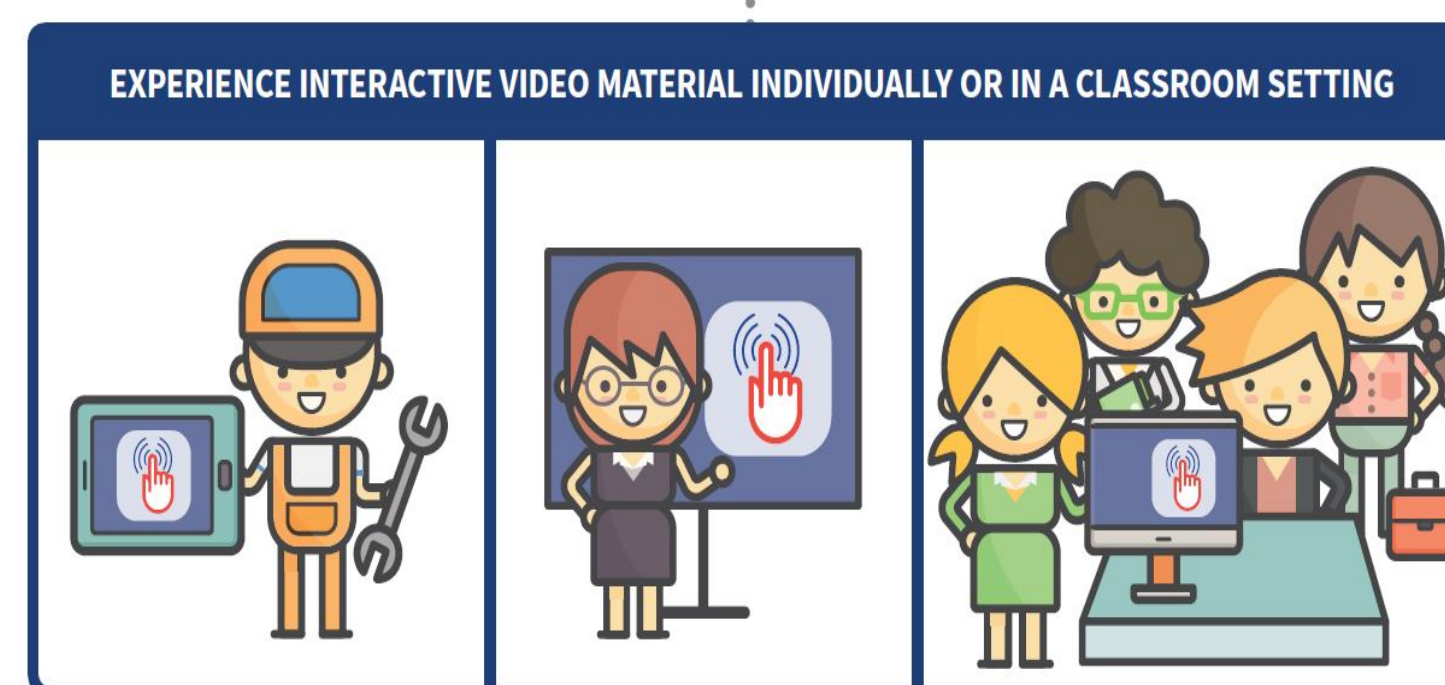 EXPERIENCE INTERACTIVE VIDEO MATERIAL INDIVIDUALLY OR IN A CLASSROOM SETTING